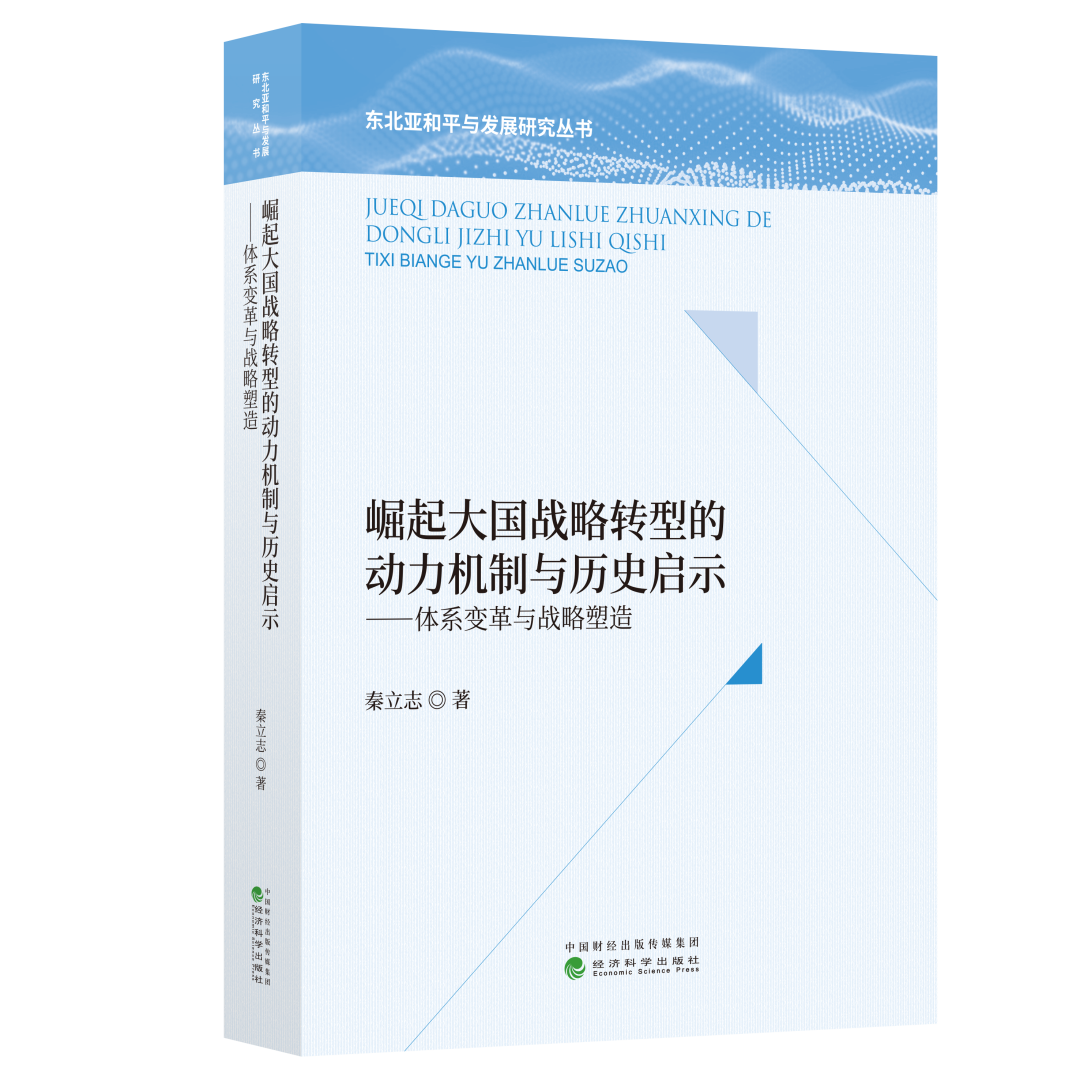 东北亚和平与发展
研究丛书
崛起大国战略转型的动力机制与历史启示
——体系变革与战略塑造
秦立志◎著
中国财经出版传媒集团
经济科学出版社
Economic Science Press
东北亚和平与发展研究丛书
JUEQI DAGUO ZHANLUE ZHUANXING DE
DONGLI JIZHI YU LISHI QISHI
TIXI BIANGE YU ZHANLUE SUZAO
崛起大国战略转型的
动力机制与历史启示
——体系变革与战略塑造
秦立志◎著
中国财经出版传媒集团
经济科学出版社
Economic Science Press